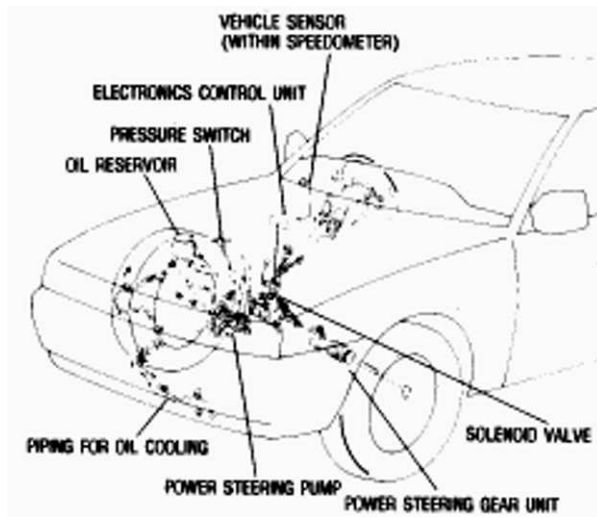 VEHICLE SENSOR
(WITHIN SPEEDOMETER)
ELECTRONICS CONTROL UNIT
PRESSURE SWITCH
OIL RESERVOIR
SOLENOID VALVE
PIPING FOR OIL COOLING
POWER STEERING PUMP
POWER STEERING GEAR UNIT